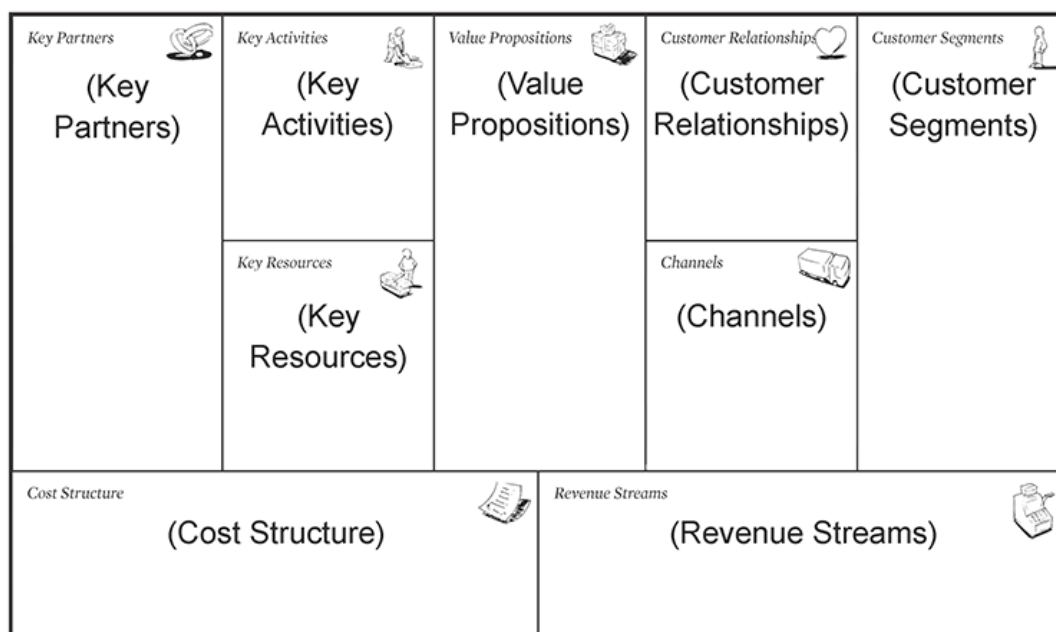 Key Partners
(Key
Partners)
Key Activities
(Key
Activities)
Key Resources
(Key
Resources)
Value Propositions
(Value
Propositions)
Customer Relationships
(Customer
Relationships)
Channels
(Channels)
Customer Segments
(Customer
Segments)
Cost Structure
(Cost Structure)
Revenue Streams
(Revenue Streams)